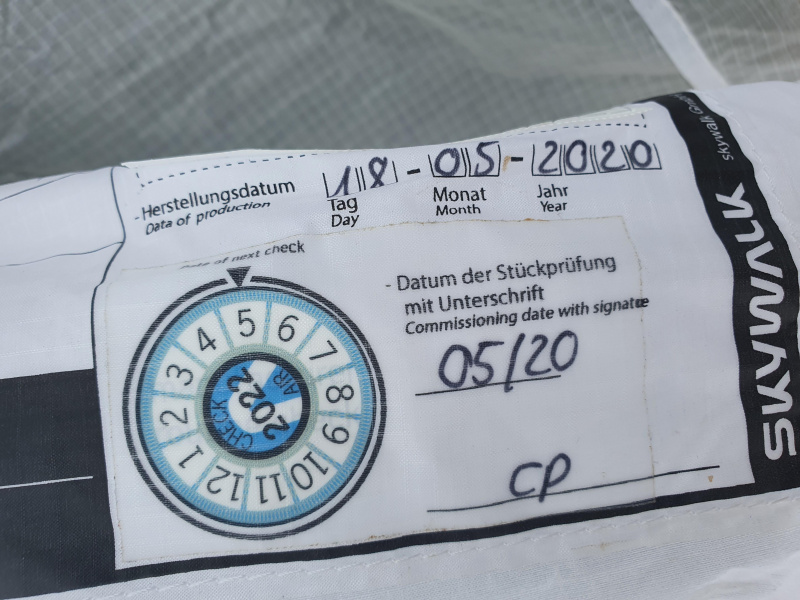 - Herstellungsdatum
Data of production
18 - 05 - 2020
Tag Monat Jahr
Day Month Year
Date of next check
1 2 3 4 5 6 7 8 9 10 11 12
CHECK AIR
2022
- Datum der Stückprüfung
mit Unterschrift
Commissioning date with signatue
05/20
CP
SKYWALK
skywalk